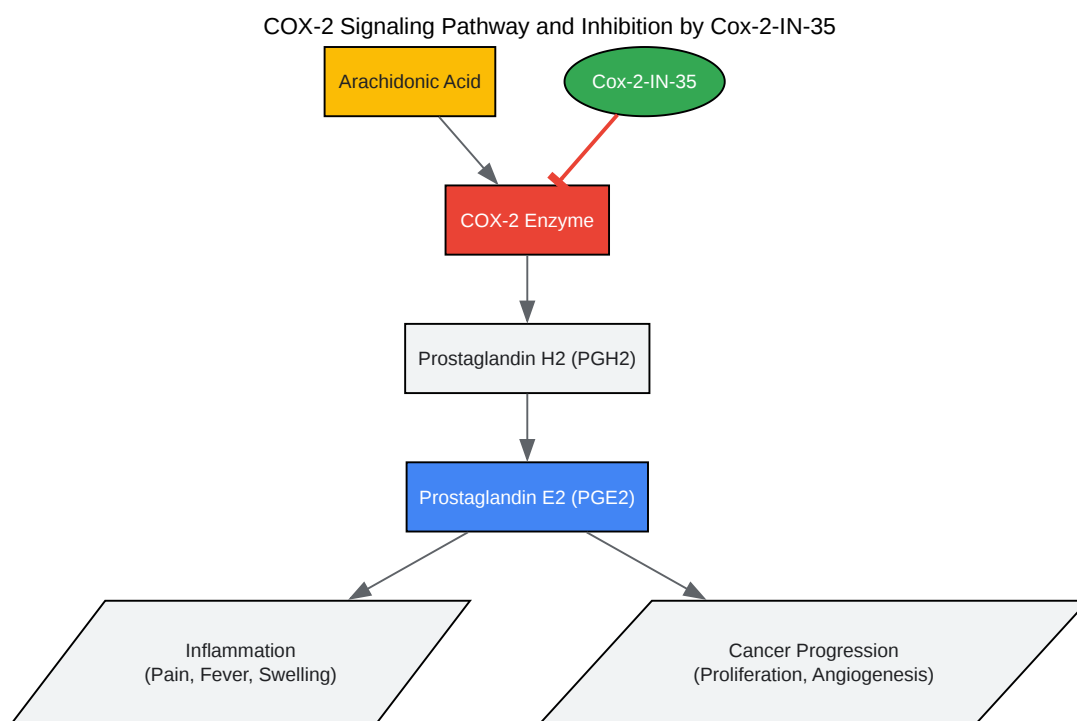 COX-2 Signaling Pathway and Inhibition by Cox-2-IN-35
Arachidonic Acid
Cox-2-IN-35
COX-2 Enzyme
Prostaglandin H2 (PGH2)
Prostaglandin E2 (PGE2)
Inflammation
(Pain, Fever, Swelling)
Cancer Progression
(Proliferation, Angiogenesis)